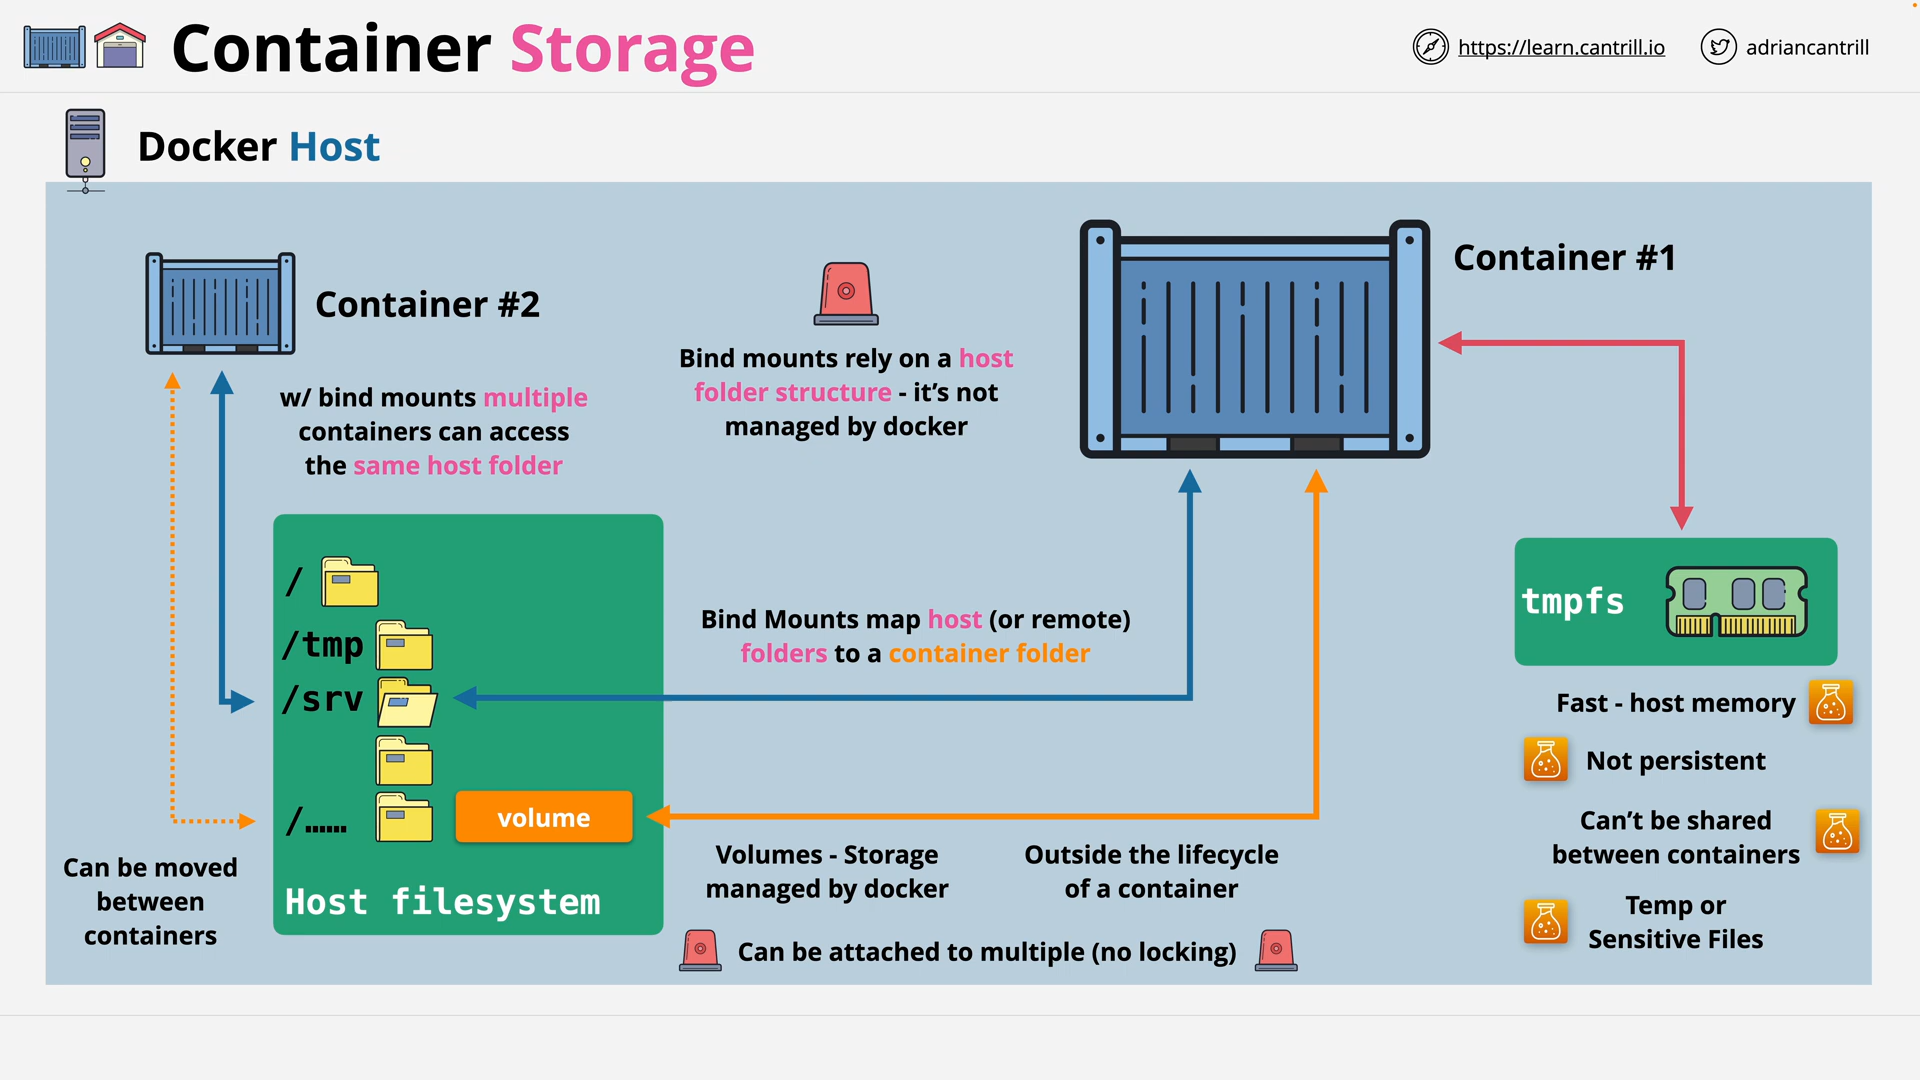 Container Storage
https://learn.cantrill.io
adriancantrill
Docker Host
Container #2
w/ bind mounts multiple
containers can access
the same host folder
Bind mounts rely on a host
folder structure - it's not
managed by docker
Container #1
/
/tmp
/srv
/......
volume
Host filesystem
Bind Mounts map host (or remote)
folders to a container folder
tmpfs
Fast - host memory
Not persistent
Can't be shared
between containers
Temp or
Sensitive Files
Can be moved
between
containers
Volumes - Storage
managed by docker
Outside the lifecycle
of a container
Can be attached to multiple (no locking)